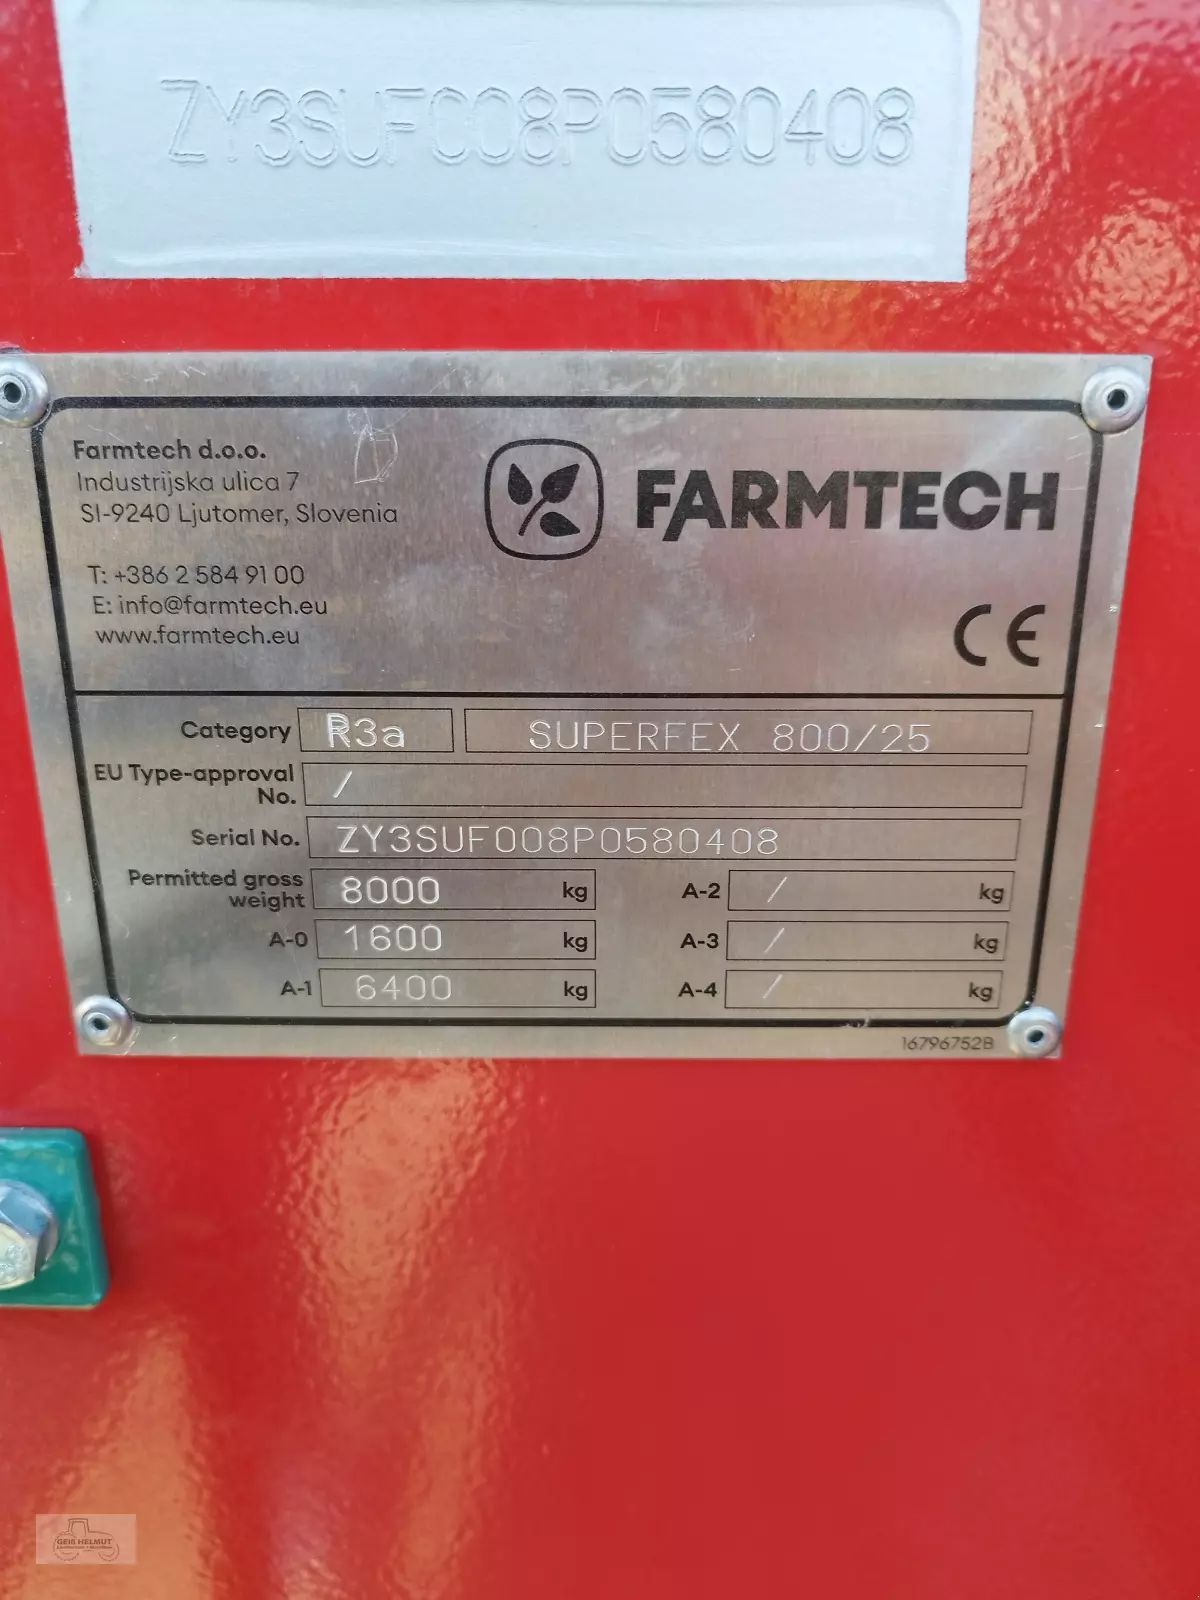 ZY3SUF008P0580408
Farmtech d.o.o.
Industrijska ulica 7
SI-9240 Ljutomer, Slovenia
T: +386 2 584 91 00
E: info@farmtech.eu
www.farmtech.eu
FARMTECH
CE
Category R3a SUPERFEX 800/25
EU Type-approval
No. /
Serial No. ZY3SUF008P0580408
Permitted gross
weight 8000 kg A-2 / kg
A-0 1600 kg A-3 / kg
A-1 6400 kg A-4 / kg
16796752B
GEIß HELMUT